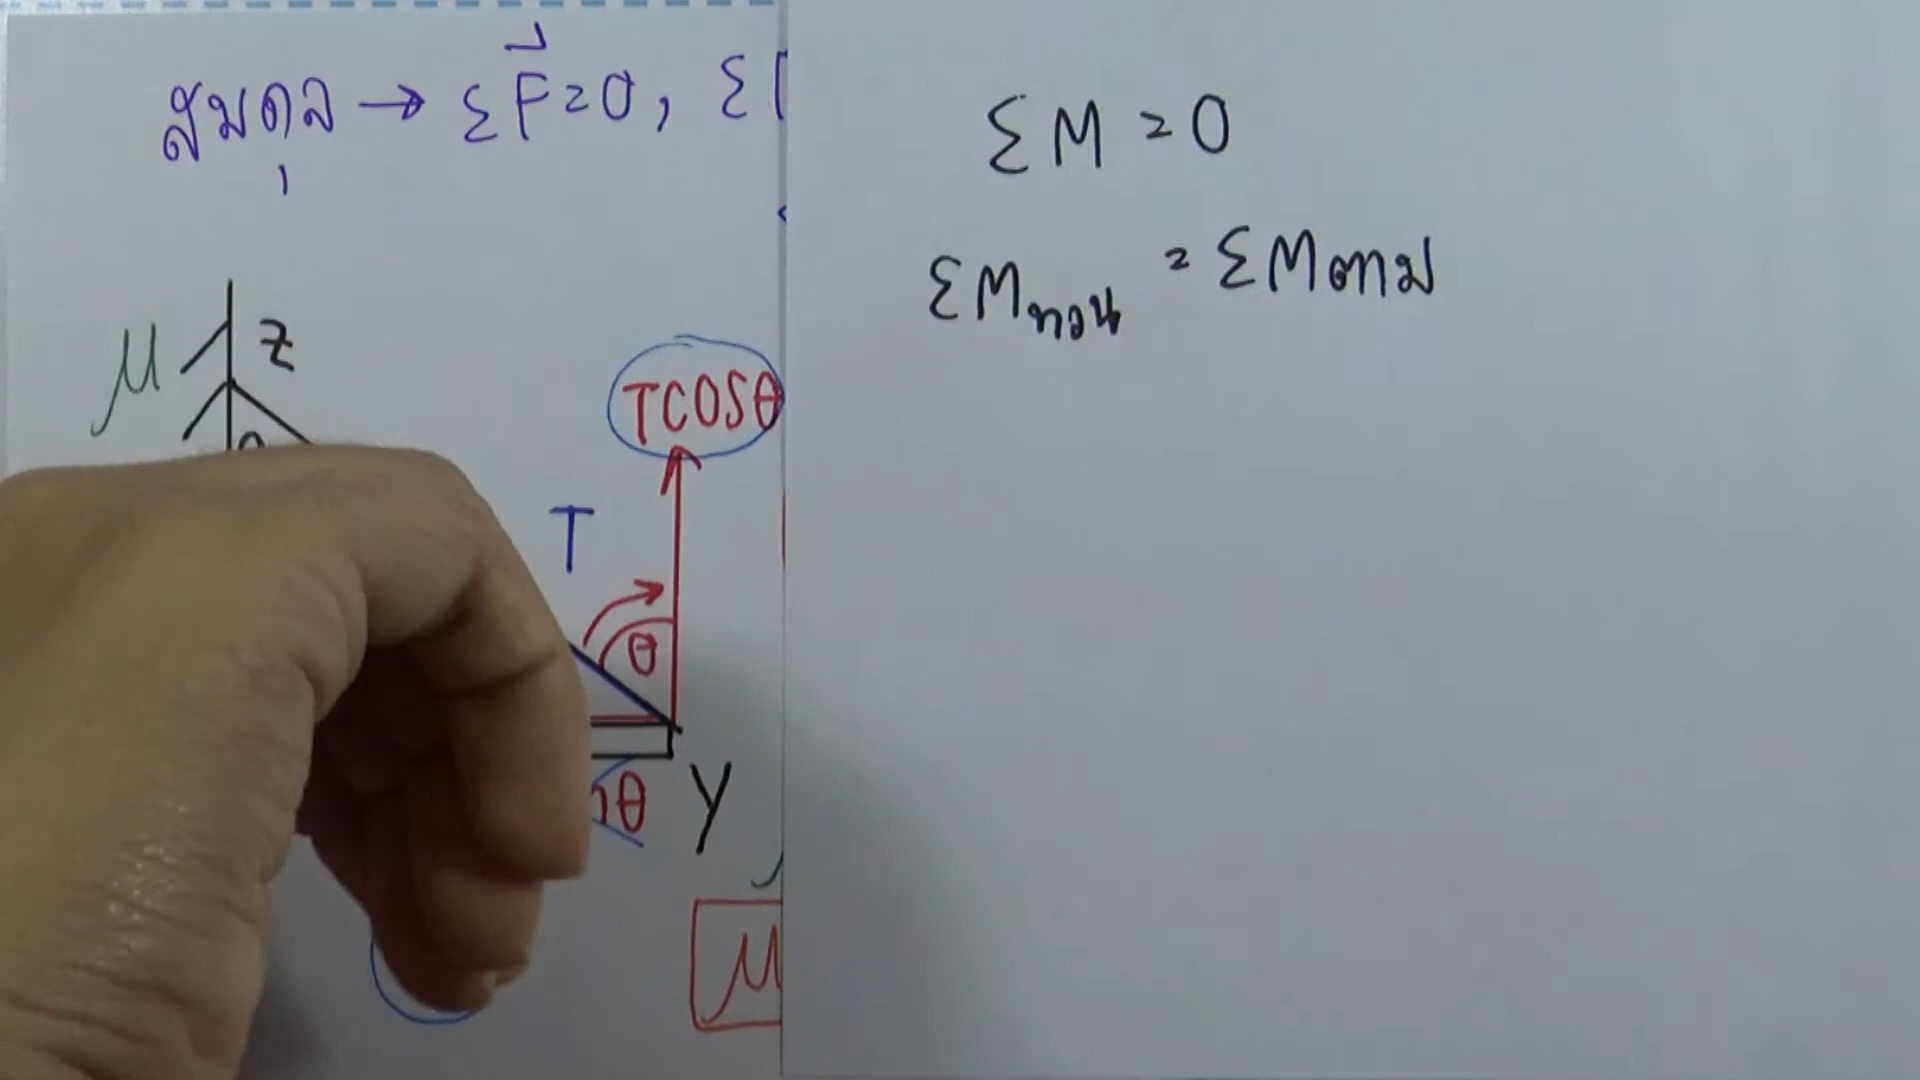 สมดุล → ΣF⃗ = 0, Σ
ΣM = 0
ΣMทวน = ΣMตาม
μ
Z
TCOSθ
T
θ
θ
Y
μ